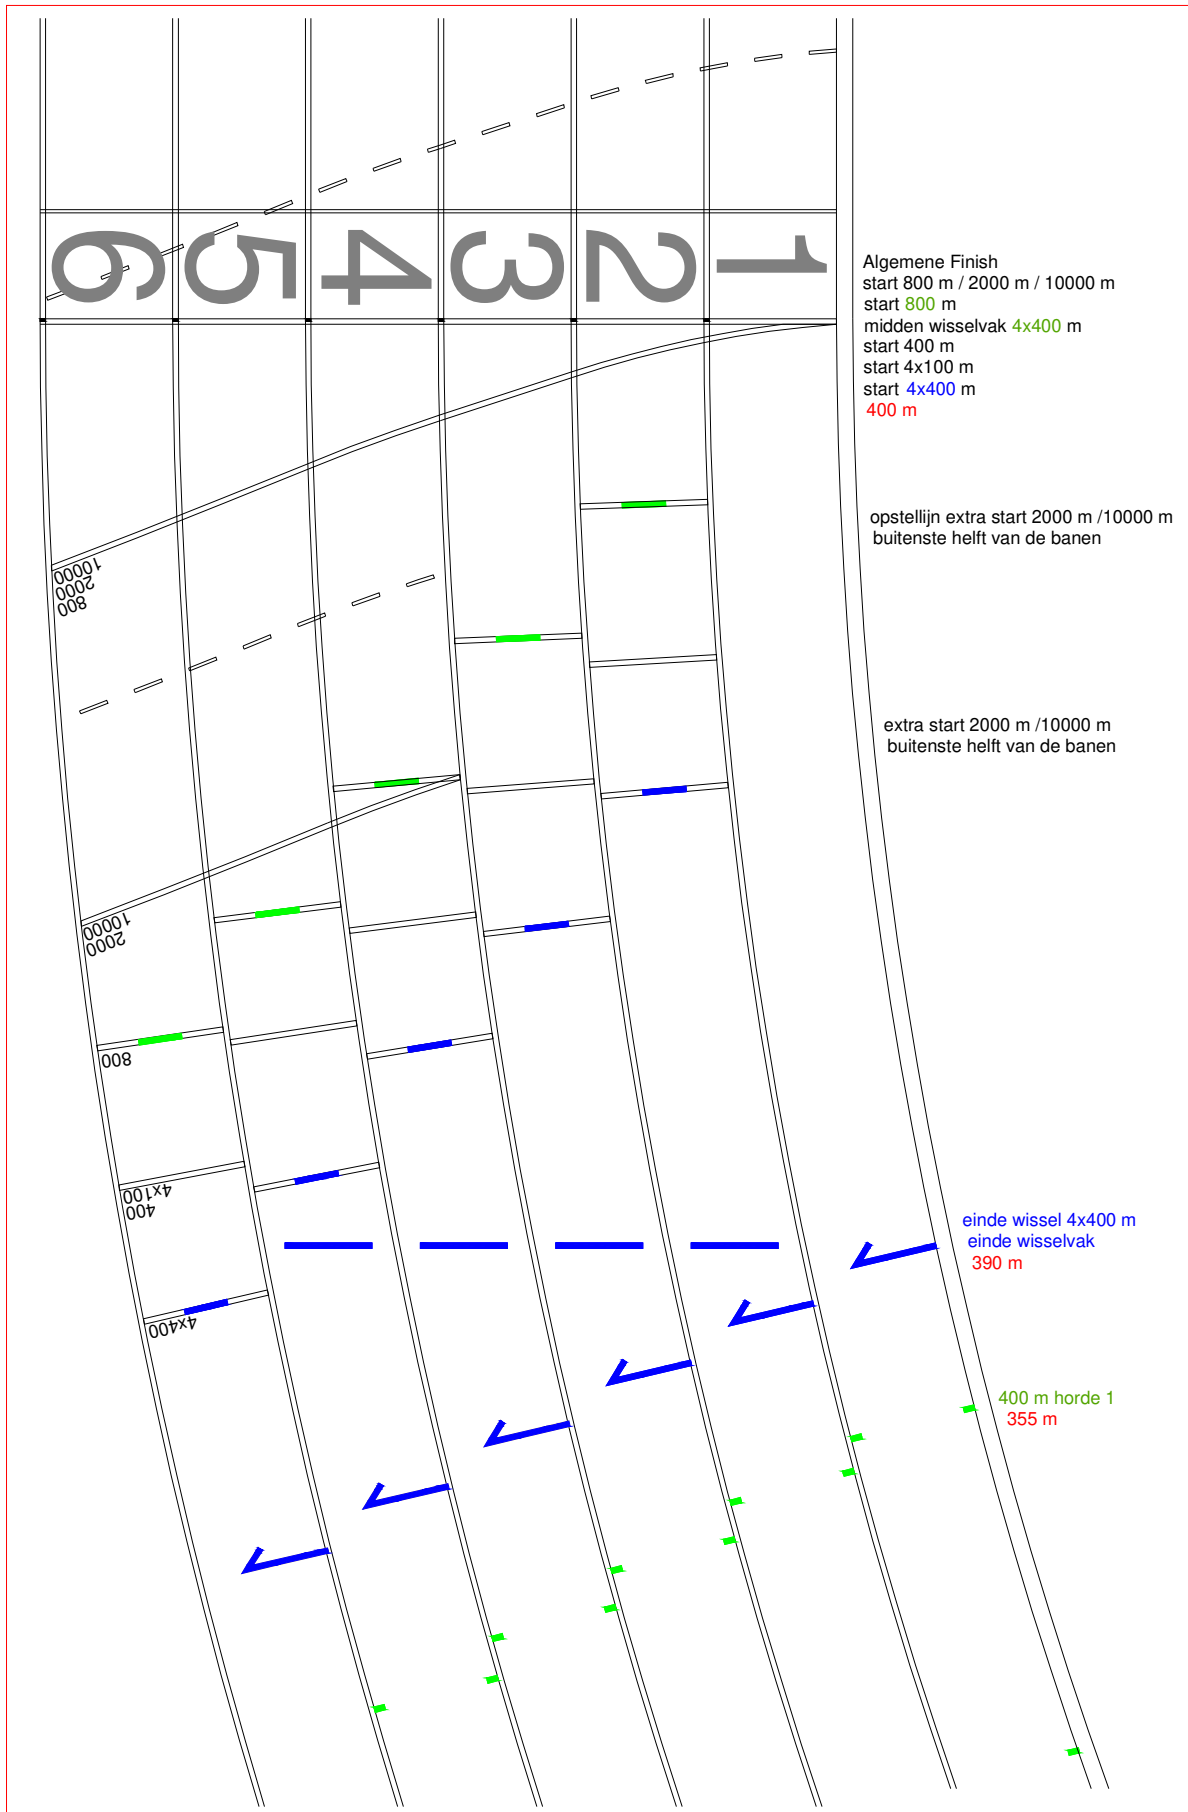 6 5 4 3 2 1
Algemene Finish
start 800 m / 2000 m / 10000 m
start 800 m
midden wisselvak 4x400 m
start 400 m
start 4x100 m
start 4x400 m
400 m
opstellijn extra start 2000 m /10000 m
buitenste helft van de banen
10000
2000
800
extra start 2000 m /10000 m
buitenste helft van de banen
10000
2000
800
4x100
400
einde wissel 4x400 m
einde wisselvak
390 m
4x400
400 m horde 1
355 m